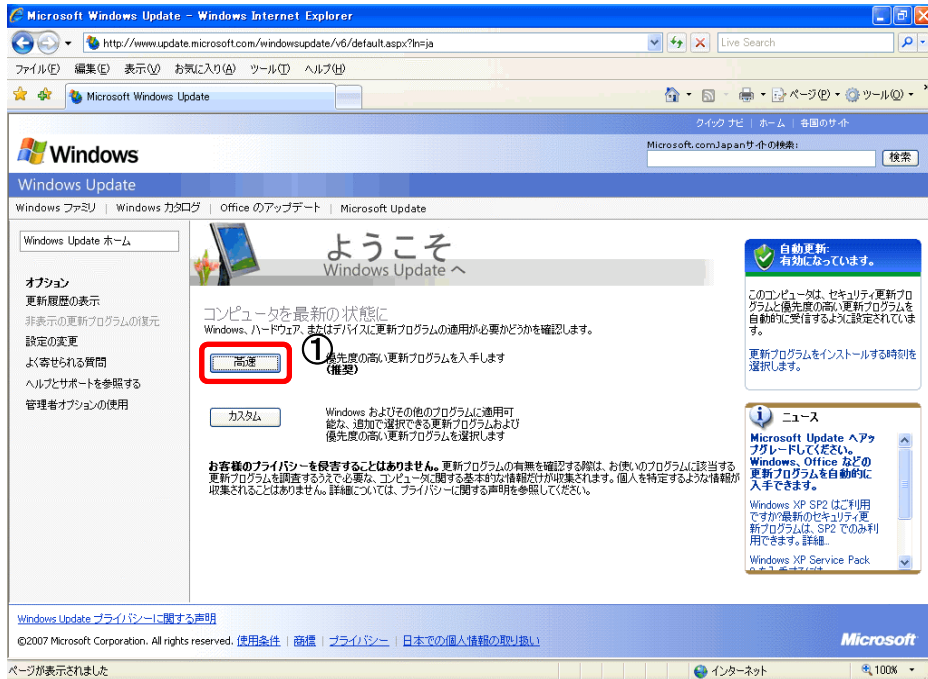 Microsoft Windows Update - Windows Internet Explorer
http://www.update.microsoft.com/windowsupdate/v6/default.aspx?ln=ja
Live Search
ファイル(F) 編集(E) 表示(V) お気に入り(A) ツール(T) ヘルプ(H)
Microsoft Windows Update
ページ(P) ツール(O)
クイック ナビ | ホーム | 各国のサイト
Windows
Microsoft.comJapanサイトの検索:
検索
Windows Update
Windows ファミリ | Windows カタログ | Office のアップデート | Microsoft Update
Windows Update ホーム
オプション
更新履歴の表示
非表示の更新プログラムの復元
設定の変更
よく寄せられる質問
ヘルプとサポートを参照する
管理者オプションの使用
ようこそ
Windows Update へ
コンピュータを最新の状態に
Windows、ハードウェア、またはデバイスに更新プログラムの適用が必要かどうかを確認します。
①
高速
優先度の高い更新プログラムを入手します
(推奨)
カスタム
Windows およびその他のプログラムに適用可
能な、追加で選択できる更新プログラムおよび
優先度の高い更新プログラムを選択します
お客様のプライバシーを侵害することはありません。更新プログラムの有無を確認する際は、お使いのプログラムに該当する
更新プログラムを調査するうえで必要な、コンピュータに関する基本的な情報だけが収集されます。個人を特定するような情報が
収集されることはありません。詳細については、プライバシーに関する声明を参照してください。
自動更新:
有効になっています。
このコンピュータは、セキュリティ更新プロ
グラムと優先度の高い更新プログラムを
自動的に受信するように設定されていま
す。
更新プログラムをインストールする時刻を
選択します。
ニュース
Microsoft Update へアッ
プグレードしてください。
Windows、Office などの
更新プログラムを自動的に
入手できます。
Windows XP SP2 はご利用
ですか?最新のセキュリティ更
新プログラムは、SP2 でのみ利
用できます。詳細...
Windows XP Service Pack
Windows Update プライバシーに関する声明
©2007 Microsoft Corporation. All rights reserved. 使用条件 | 商標 | プライバシー | 日本での個人情報の取り扱い
Microsoft
ページが表示されました
インターネット
100%